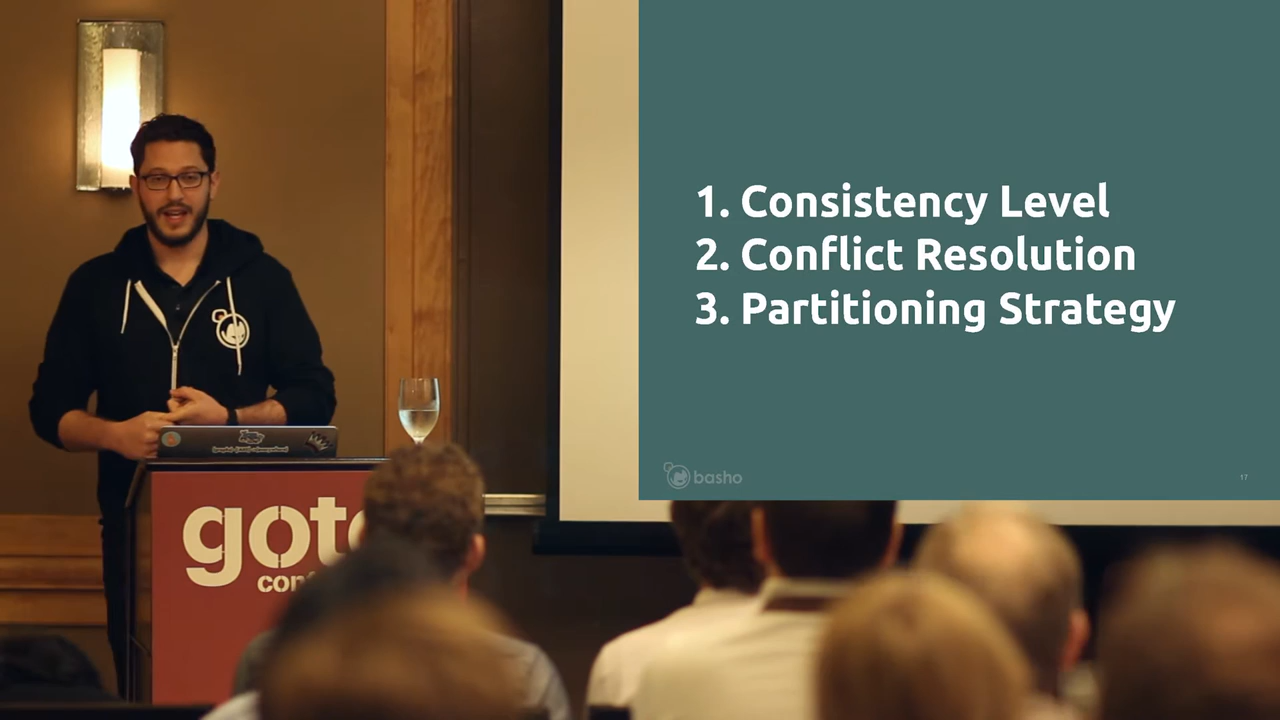 1. Consistency Level
2. Conflict Resolution
3. Partitioning Strategy
basho
17
goto